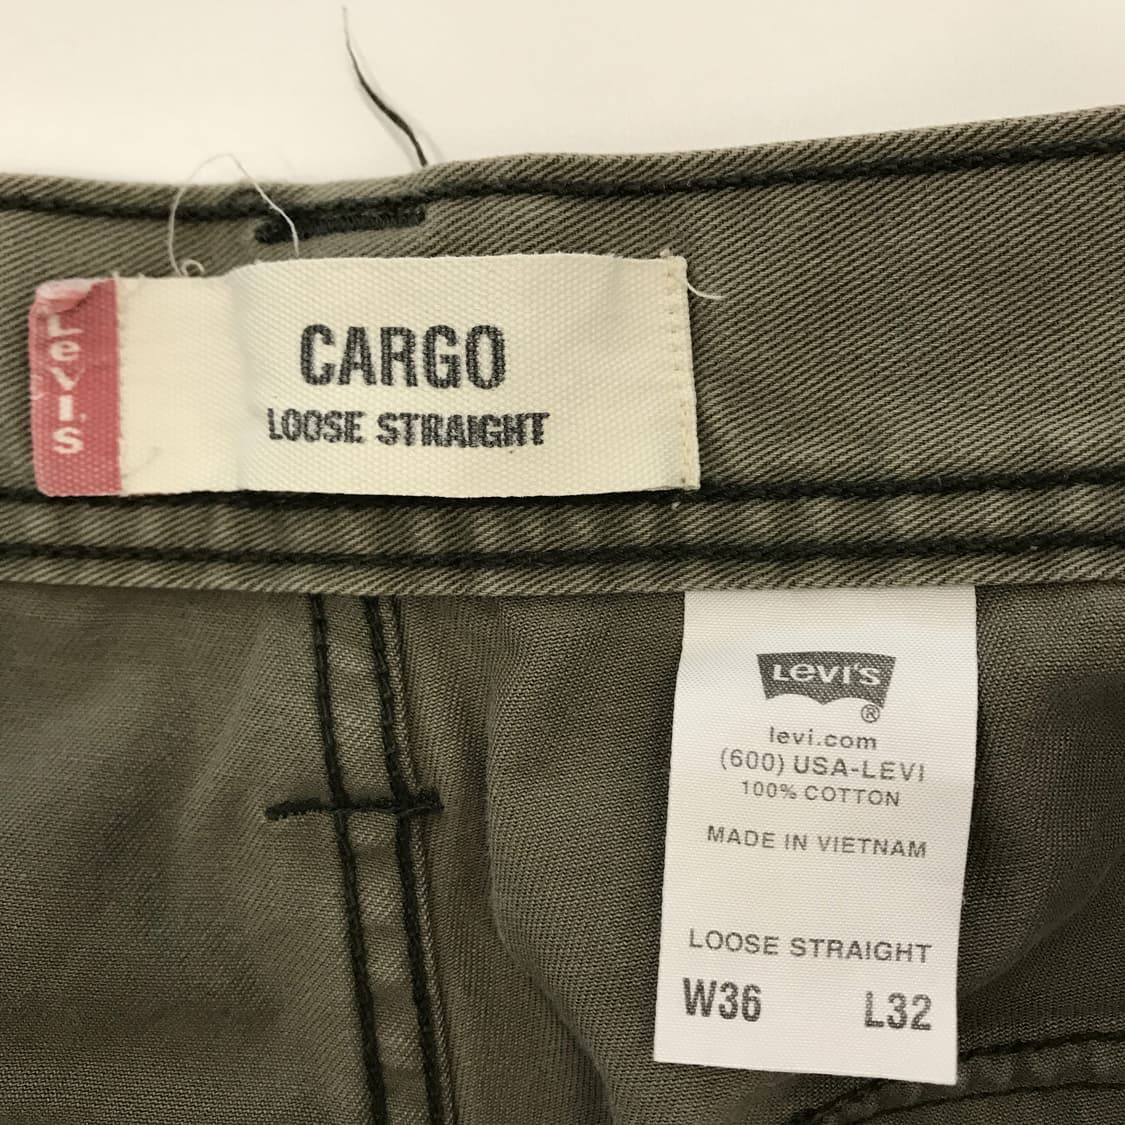 Levi's
CARGO
LOOSE STRAIGHT
LEVI'S
®
levi.com
(600) USA-LEVI
100% COTTON
MADE IN VIETNAM
LOOSE STRAIGHT
W36 L32